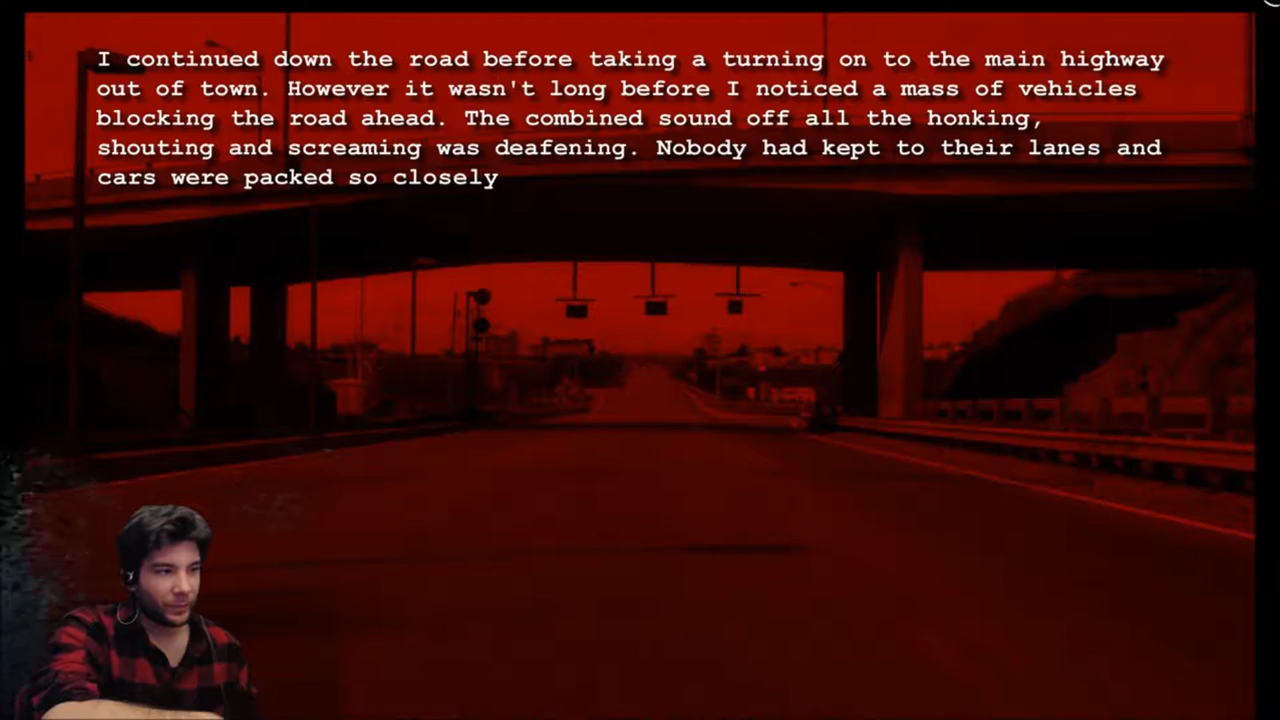 I continued down the road before taking a turning on to the main highway
out of town. However it wasn't long before I noticed a mass of vehicles
blocking the road ahead. The combined sound off all the honking,
shouting and screaming was deafening. Nobody had kept to their lanes and
cars were packed so closely